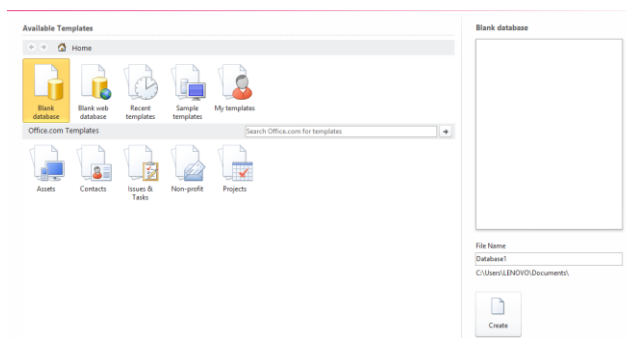 Available Templates
Home
Blank database
Blank web database
Recent templates
Sample templates
My templates
Office.com Templates
Search Office.com for templates
Assets
Contacts
Issues & Tasks
Non-profit
Projects
Blank database
File Name
Database1
C:\Users\LENOVO\Documents\
Create